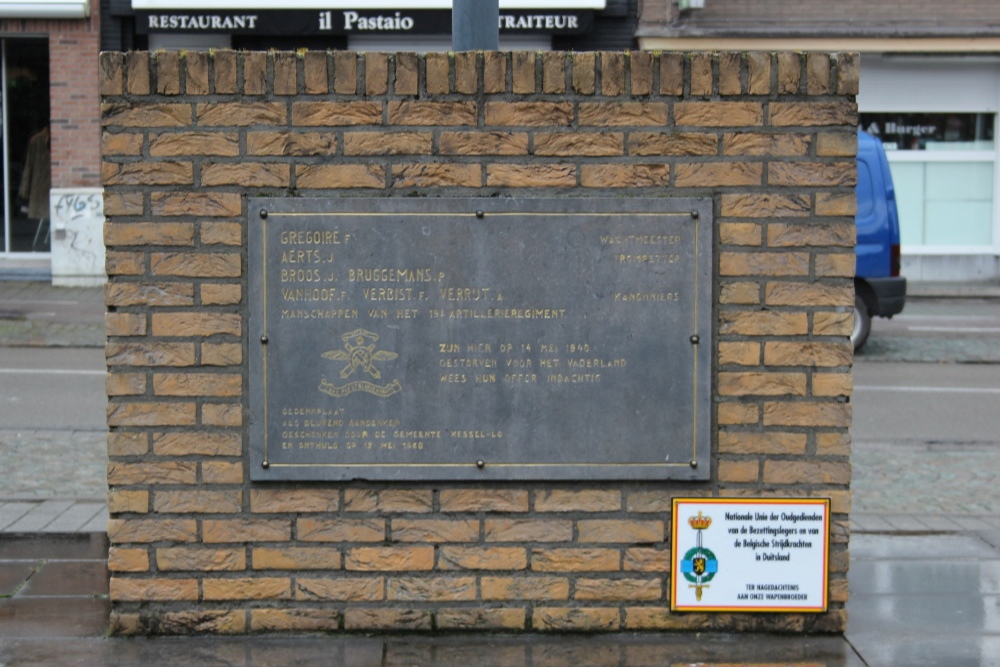 RESTAURANT il Pastaio TRAITEUR
& Burger
GREGOIRE F. WACHTMEESTER
AERTS.J TROMPETTER
BROOS.J. BRUGGEMANS.P
VANHOOF.F. VERBIST.F. VERRUT.A KANONNIERS
MANSCHAPPEN VAN HET 19e ARTILLERIEREGIMENT
ZIJN HIER OP 14 MEI 1940
GESTORVEN VOOR HET VADERLAND
WEES HUN OFFER INDACHTIG
GEDENKPLAAT
ALS BLIJVEND AANDENKEN
GESCHONKEN DOOR DE GEMEENTE KESSEL-LO
EN ONTHULD OP MEI 1960
Nationale Unie der Oudgedienden
van de Bezettingslegers en van
de Belgische Strijdkrachten
in Duitsland
TER NAGEDACHTENIS
AAN ONZE WAPENBROEDER